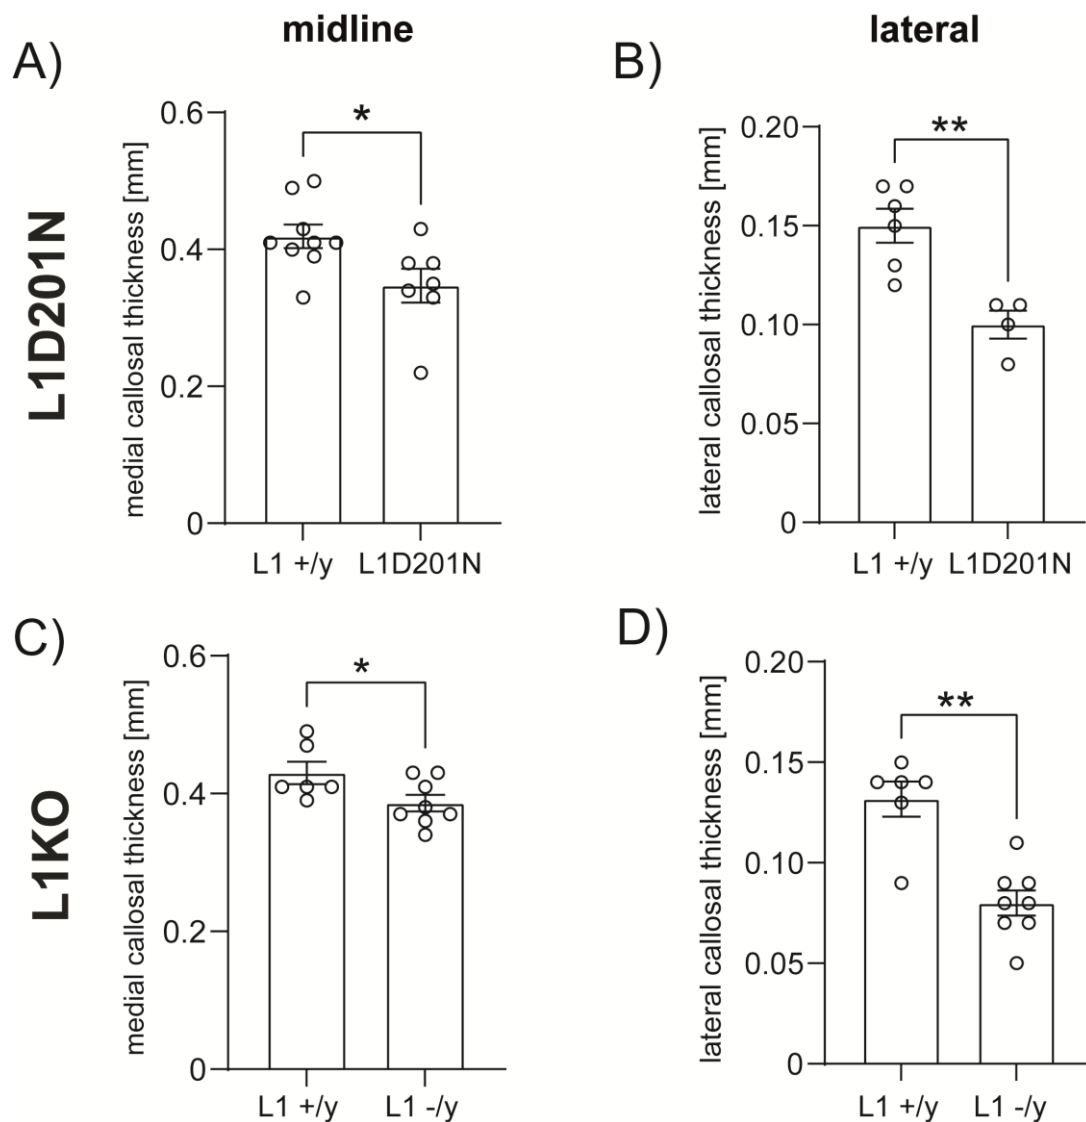 midline
lateral
A)
B)
L1D201N
medial callosal thickness [mm]
0.6
0.4
0.2
0
*
L1 +/y
L1D201N
lateral callosal thickness [mm]
0.20
0.15
0.10
0.05
0
**
L1 +/y
L1D201N
C)
D)
L1KO
medial callosal thickness [mm]
0.6
0.4
0.2
0
*
L1 +/y
L1 -/y
lateral callosal thickness [mm]
0.20
0.15
0.10
0.05
0
**
L1 +/y
L1 -/y